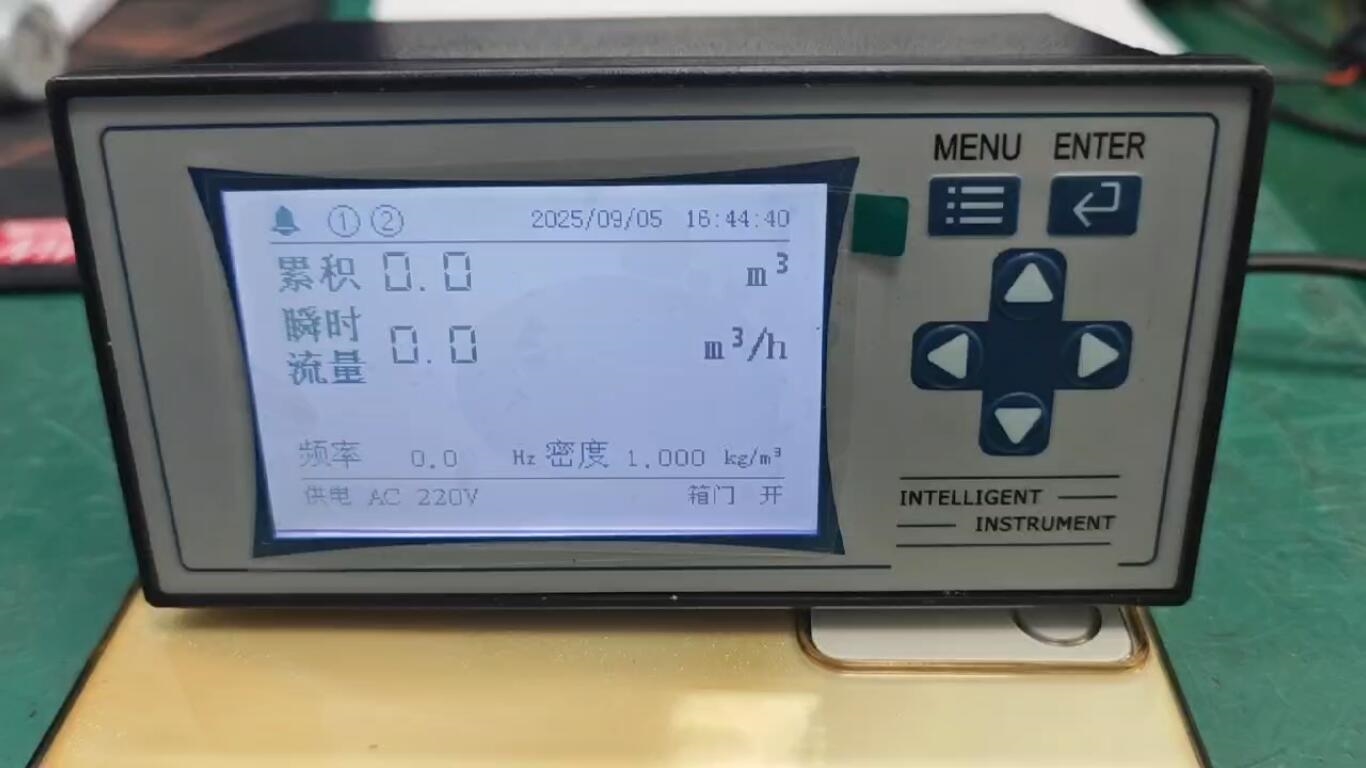 MENU ENTER
① ② 2025/09/05 16:44:40
累积 0.0 m³
瞬时
流量 0.0 m³/h
频率 0.0 Hz 密度 1.000 kg/m³
供电 AC 220V 箱门 开
INTELLIGENT
INSTRUMENT